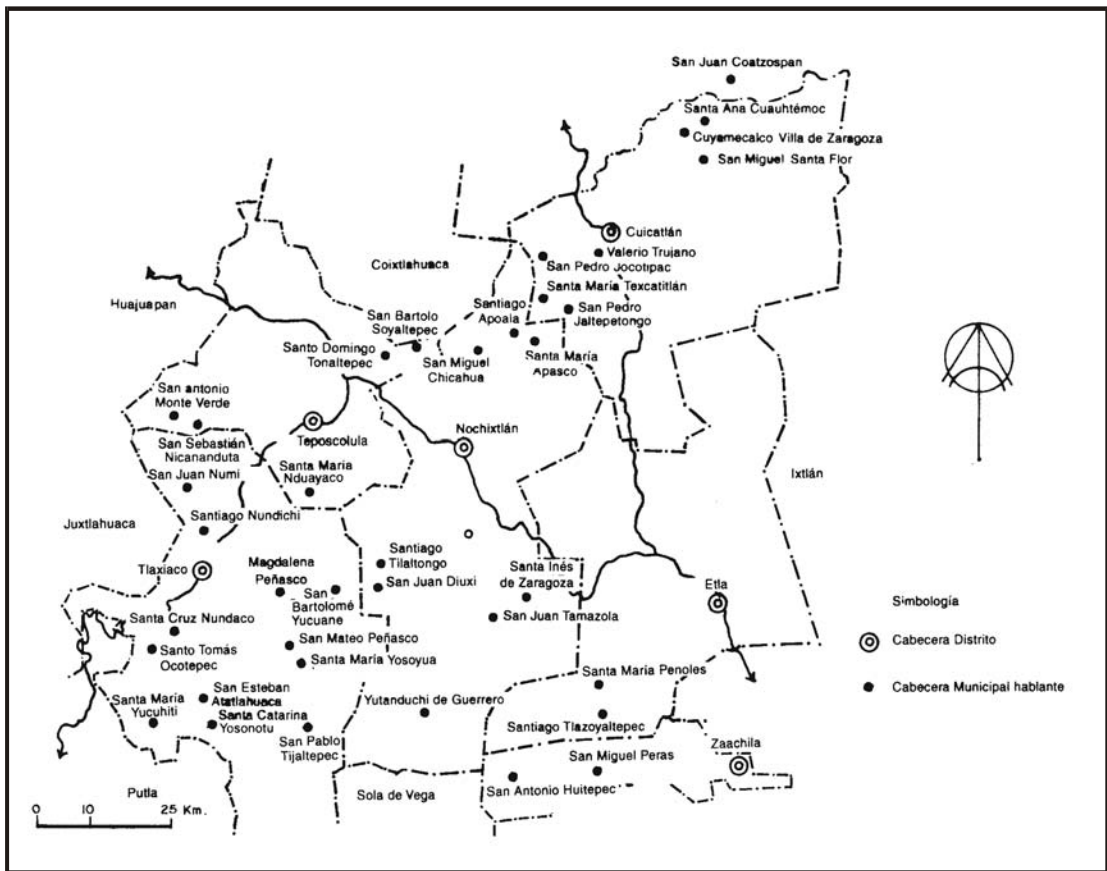 San Juan Coatzospan
Santa Ana Cuauhtémoc
Cuyamecalco Villa de Zaragoza
San Miguel Santa Flor
Cuicatlán
Valerio Trujano
San Pedro Jocotipac
Coixtlahuaca
Santa María Texcatitlán
Huajuapan
Santiago
Apoala
San Pedro
Jaltepetongo
San Bartolo
Soyaltepec
Santo Domingo
Tonaltepec
San Miguel
Chicahua
Santa María
Apasco
San antonio
Monte Verde
Teposcolula
Nochixtlán
San Sebastián
Nicananduta
San Juan Numi
Santa María
Nduayaco
Ixtlán
Juxtlahuaca
Santiago Nundichi
Tlaxiaco
Magdalena
Peñasco
San
Bartolomé
Yucuane
Santiago
Tilaltongo
San Juan Diuxi
Santa Inés
de Zaragoza
Etla
San Juan Tamazola
Simbología
Cabecera Distrito
Cabecera Municipal hablante
Santa Cruz Nundaco
Santo Tomás
Ocotepec
San Mateo Peñasco
Santa María Yosoyua
Santa María Penoles
San Esteban
Atatlahuaca
Santa María
Yucuhiti
Santa Catarina
Yosonotu
Yutanduchi de Guerrero
Santiago Tlazoyaltepec
San Pablo
Tijaltepec
Zaachila
San Miguel Peras
San Antonio Huitepec
Putla
Sola de Vega
0 10 25 Km.